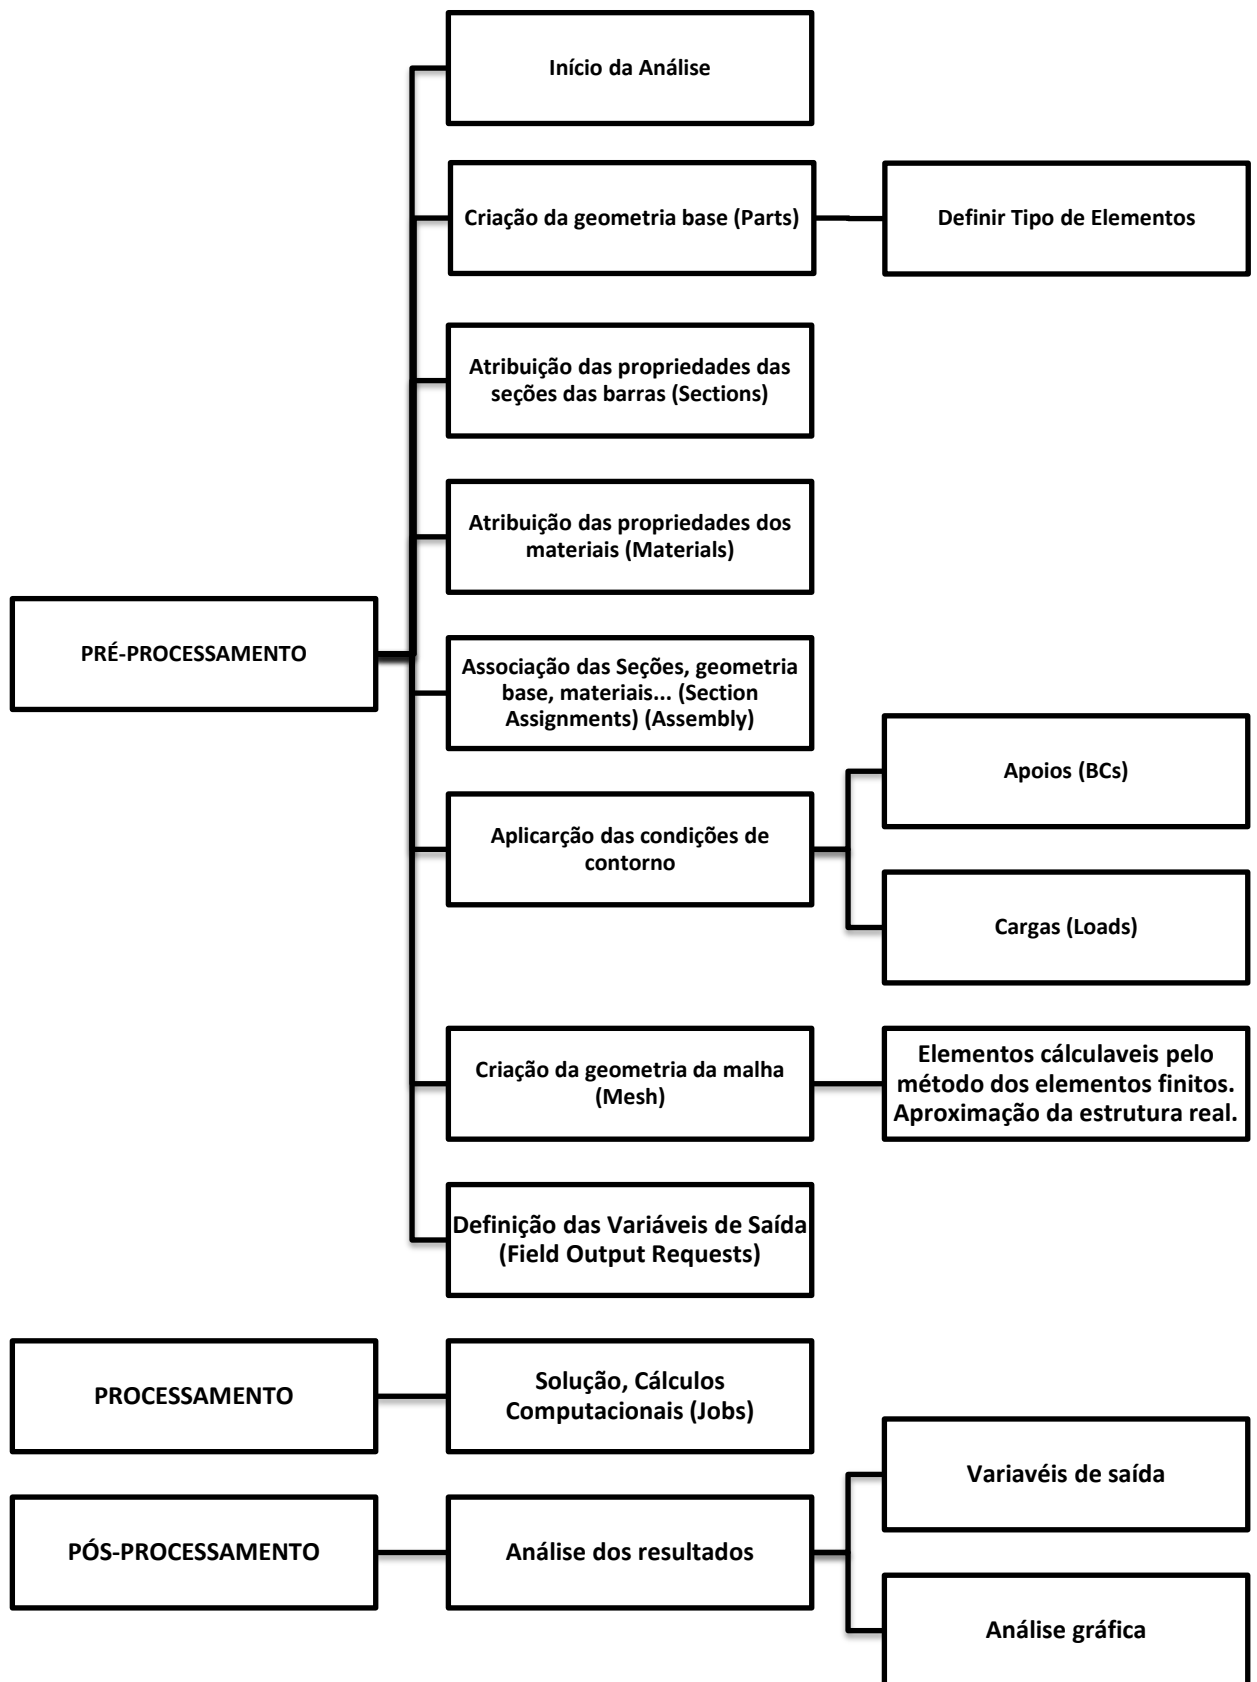 Início da Análise
Criação da geometria base (Parts)
Definir Tipo de Elementos
Atribuição das propriedades das
seções das barras (Sections)
Atribuição das propriedades dos
materiais (Materials)
PRÉ-PROCESSAMENTO
Associação das Seções, geometria
base, materiais... (Section
Assignments) (Assembly)
Aplicarção das condições de
contorno
Apoios (BCs)
Cargas (Loads)
Criação da geometria da malha
(Mesh)
Elementos cálculaveis pelo
método dos elementos finitos.
Aproximação da estrutura real.
Definição das Variáveis de Saída
(Field Output Requests)
PROCESSAMENTO
Solução, Cálculos
Computacionais (Jobs)
PÓS-PROCESSAMENTO
Análise dos resultados
Variavéis de saída
Análise gráfica